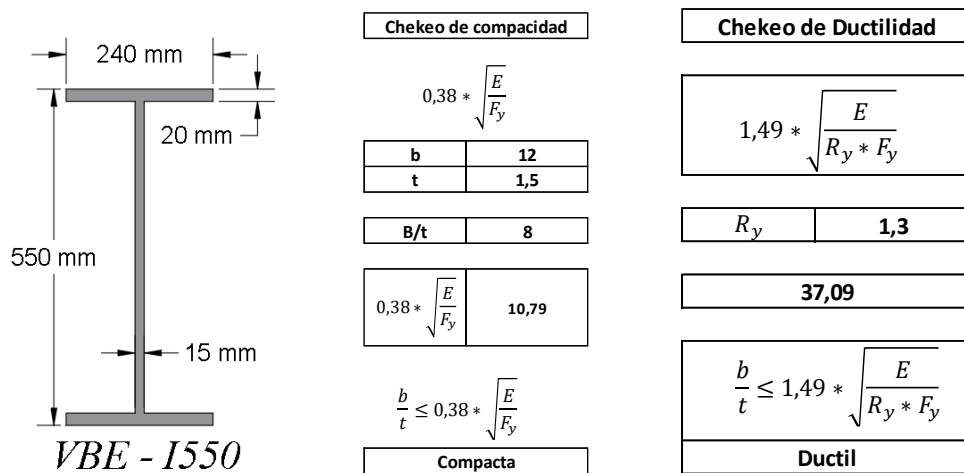 240 mm
20 mm
550 mm
15 mm
VBE - I550
Chekeo de compacidad
0,38 * √(E/F_y)
b 12
t 1,5
B/t 8
0,38 * √(E/F_y) 10,79
b/t ≤ 0,38 * √(E/F_y)
Compacta
Chekeo de Ductilidad
1,49 * √(E/(R_y * F_y))
R_y 1,3
37,09
b/t ≤ 1,49 * √(E/(R_y * F_y))
Ductil